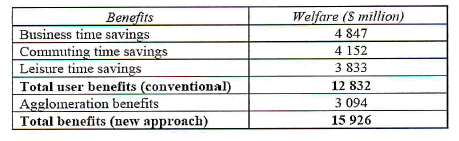 Benefits Welfare ($ million)
Business time savings 4 847
Commuting time savings 4 152
Leisure time savings 3 833
Total user benefits (conventional) 12 832
Agglomeration benefits 3 094
Total benefits (new approach) 15 926